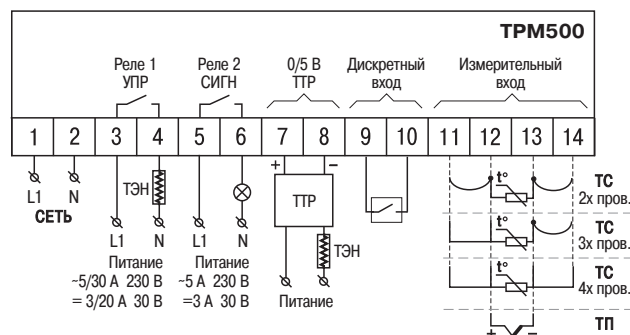 ТРМ500
Реле 1 УПР
Реле 2 СИГН
0/5 В ТТР
Дискретный вход
Измерительный вход
1 2 3 4 5 6 7 8 9 10 11 12 13 14
L1 N
СЕТЬ
ТЭН
L1 N
Питание
~5/30 А 230 В
= 3/20 А 30 В
L1 N
Питание
~5 А 230 В
=3 А 30 В
+ –
ТТР
ТЭН
Питание
t°
ТС
2х пров.
t°
ТС
3х пров.
t°
ТС
4х пров.
ТП
+ –